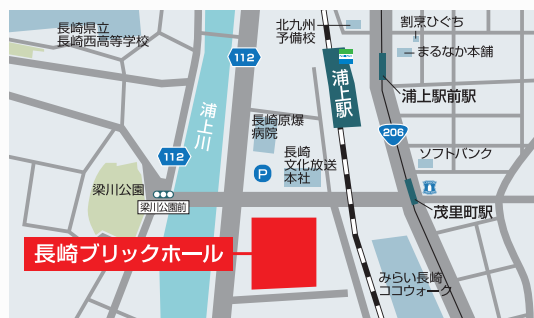 長崎県立
長崎西高等学校
北九州
予備校
割烹ひぐち
まるなか本舗
112
浦上駅
浦上駅前駅
浦上川
長崎原爆
病院
206
112
長崎
文化放送
本社
ソフトバンク
P
梁川公園
梁川公園前
茂里町駅
長崎ブリックホール
みらい長崎
ココウォーク